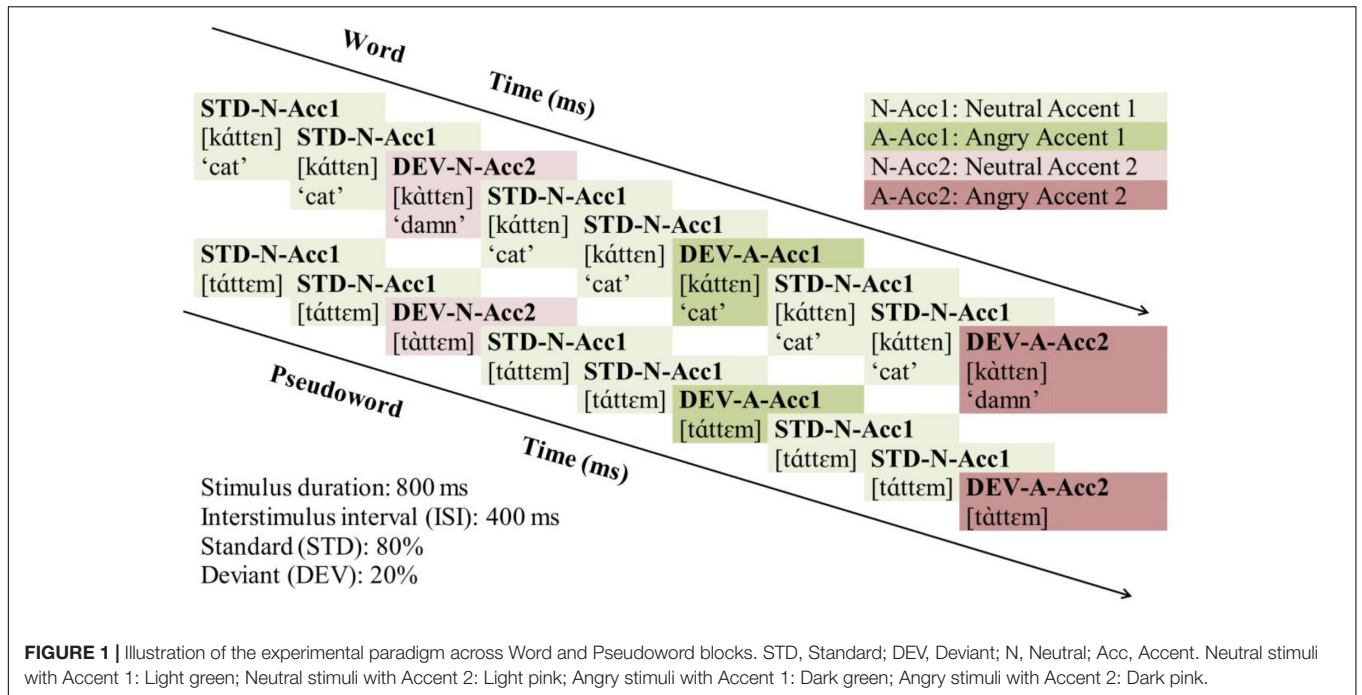 Word
Time (ms)
STD-N-Acc1
[káttɛn]
‘cat’
STD-N-Acc1
[káttɛn]
‘cat’
DEV-N-Acc2
[kàttɛn]
‘damn’
STD-N-Acc1
[káttɛn]
‘cat’
STD-N-Acc1
[káttɛn]
‘cat’
DEV-A-Acc1
[káttɛn]
‘cat’
STD-N-Acc1
[káttɛn]
‘cat’
STD-N-Acc1
[káttɛn]
‘cat’
DEV-A-Acc2
[kàttɛn]
‘damn’
N-Acc1: Neutral Accent 1
A-Acc1: Angry Accent 1
N-Acc2: Neutral Accent 2
A-Acc2: Angry Accent 2
STD-N-Acc1
[táttɛm]
STD-N-Acc1
[táttɛm]
DEV-N-Acc2
[tàttɛm]
STD-N-Acc1
[táttɛm]
STD-N-Acc1
[táttɛm]
DEV-A-Acc1
[táttɛm]
STD-N-Acc1
[táttɛm]
STD-N-Acc1
[táttɛm]
DEV-A-Acc2
[tàttɛm]
Pseudoword
Time (ms)
Stimulus duration: 800 ms
Interstimulus interval (ISI): 400 ms
Standard (STD): 80%
Deviant (DEV): 20%
FIGURE 1 | Illustration of the experimental paradigm across Word and Pseudoword blocks. STD, Standard; DEV, Deviant; N, Neutral; Acc, Accent. Neutral stimuli
with Accent 1: Light green; Neutral stimuli with Accent 2: Light pink; Angry stimuli with Accent 1: Dark green; Angry stimuli with Accent 2: Dark pink.